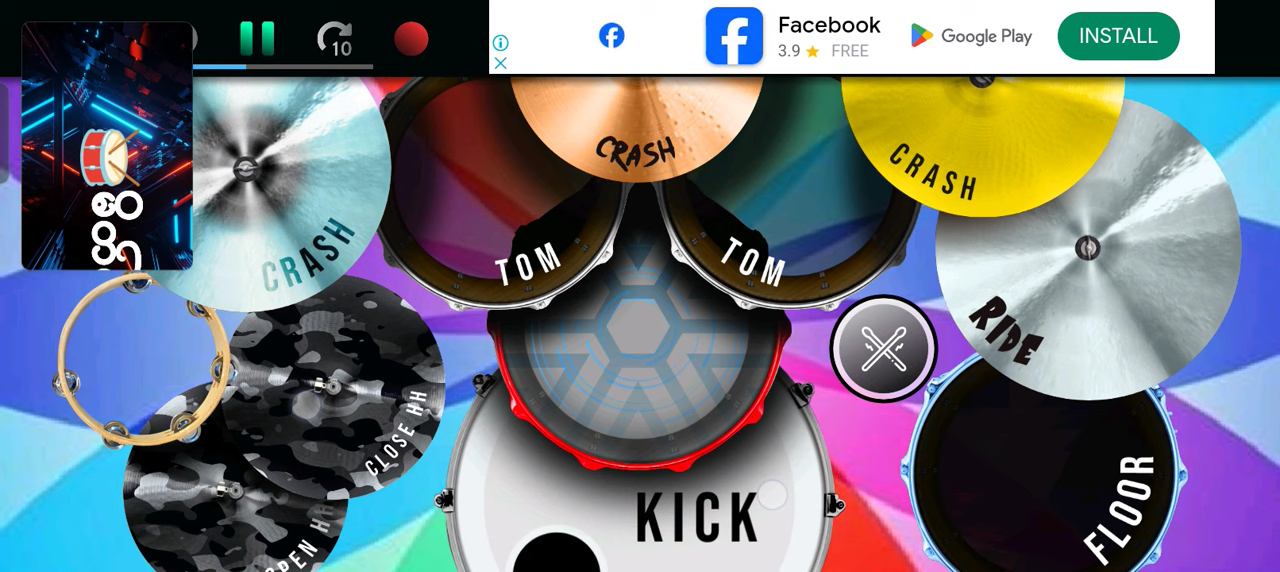 10
Facebook
3.9 ★ FREE
Google Play
INSTALL
CRASH
CRASH
CRASH
TOM
TOM
RIDE
CLOSE HH
KICK
FLOOR